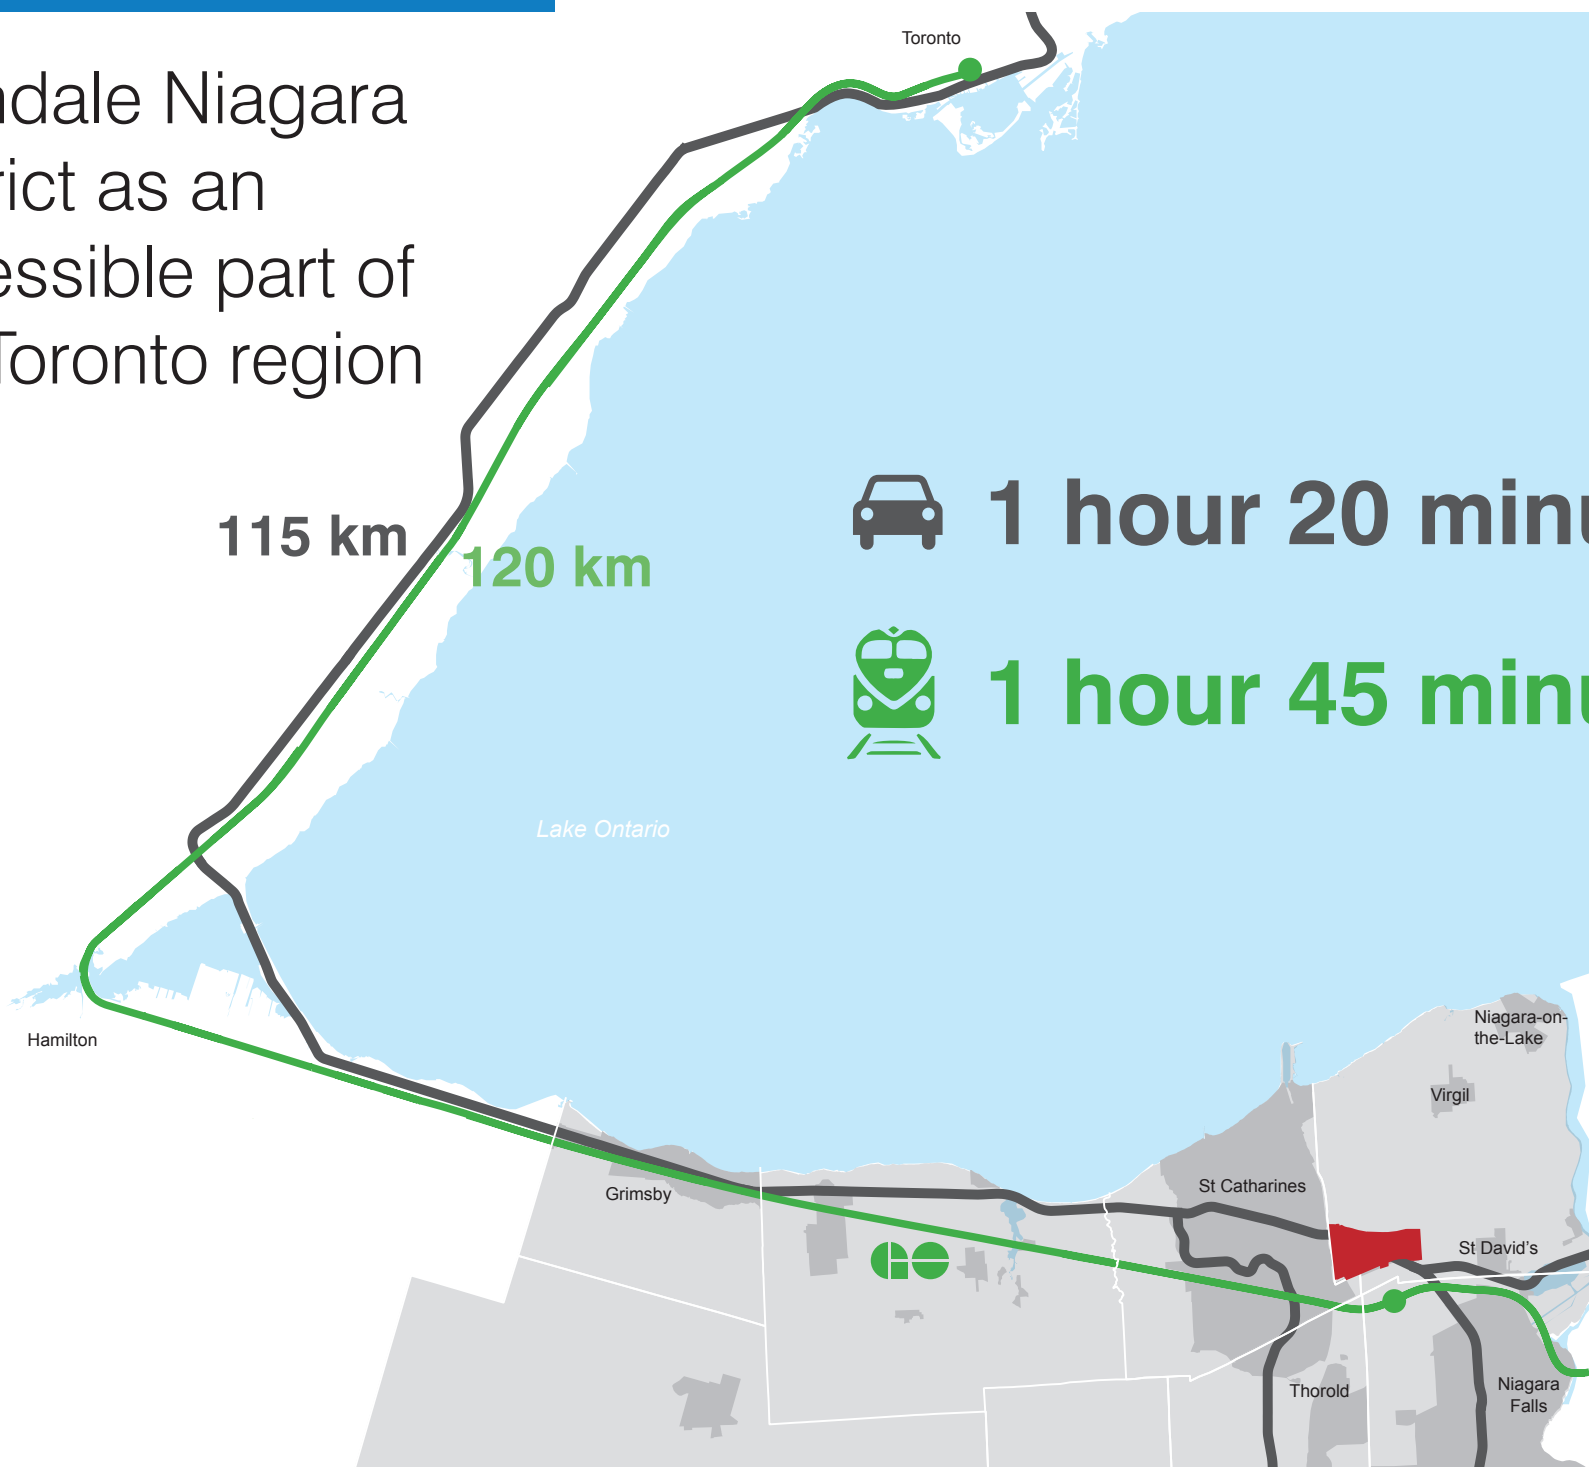 Toronto
ndale Niagara
rict as an
essible part of
Toronto region
115 km
120 km
1 hour 20 minu
1 hour 45 minu
Lake Ontario
Hamilton
Niagara-on-
the-Lake
Virgil
St Catharines
Grimsby
St David's
GO
Thorold
Niagara
Falls